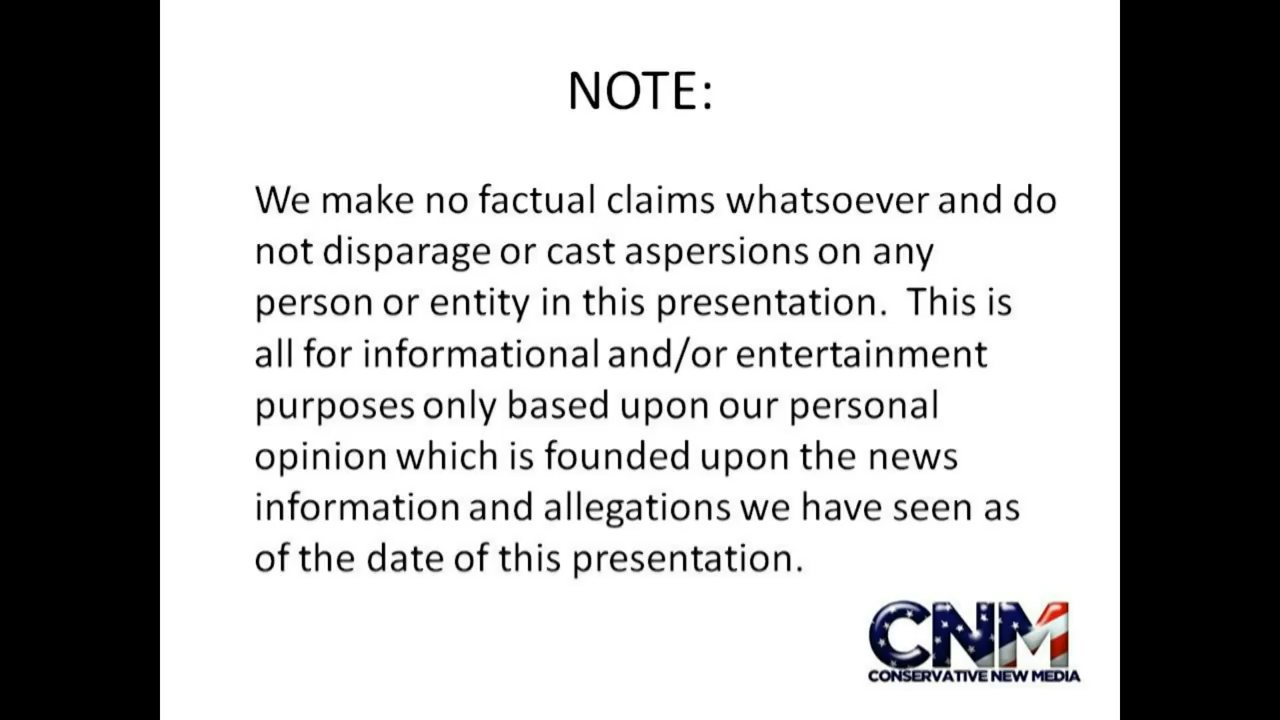 NOTE:
We make no factual claims whatsoever and do
not disparage or cast aspersions on any
person or entity in this presentation.  This is
all for informational and/or entertainment
purposes only based upon our personal
opinion which is founded upon the news
information and allegations we have seen as
of the date of this presentation.
CNM
CONSERVATIVE NEW MEDIA